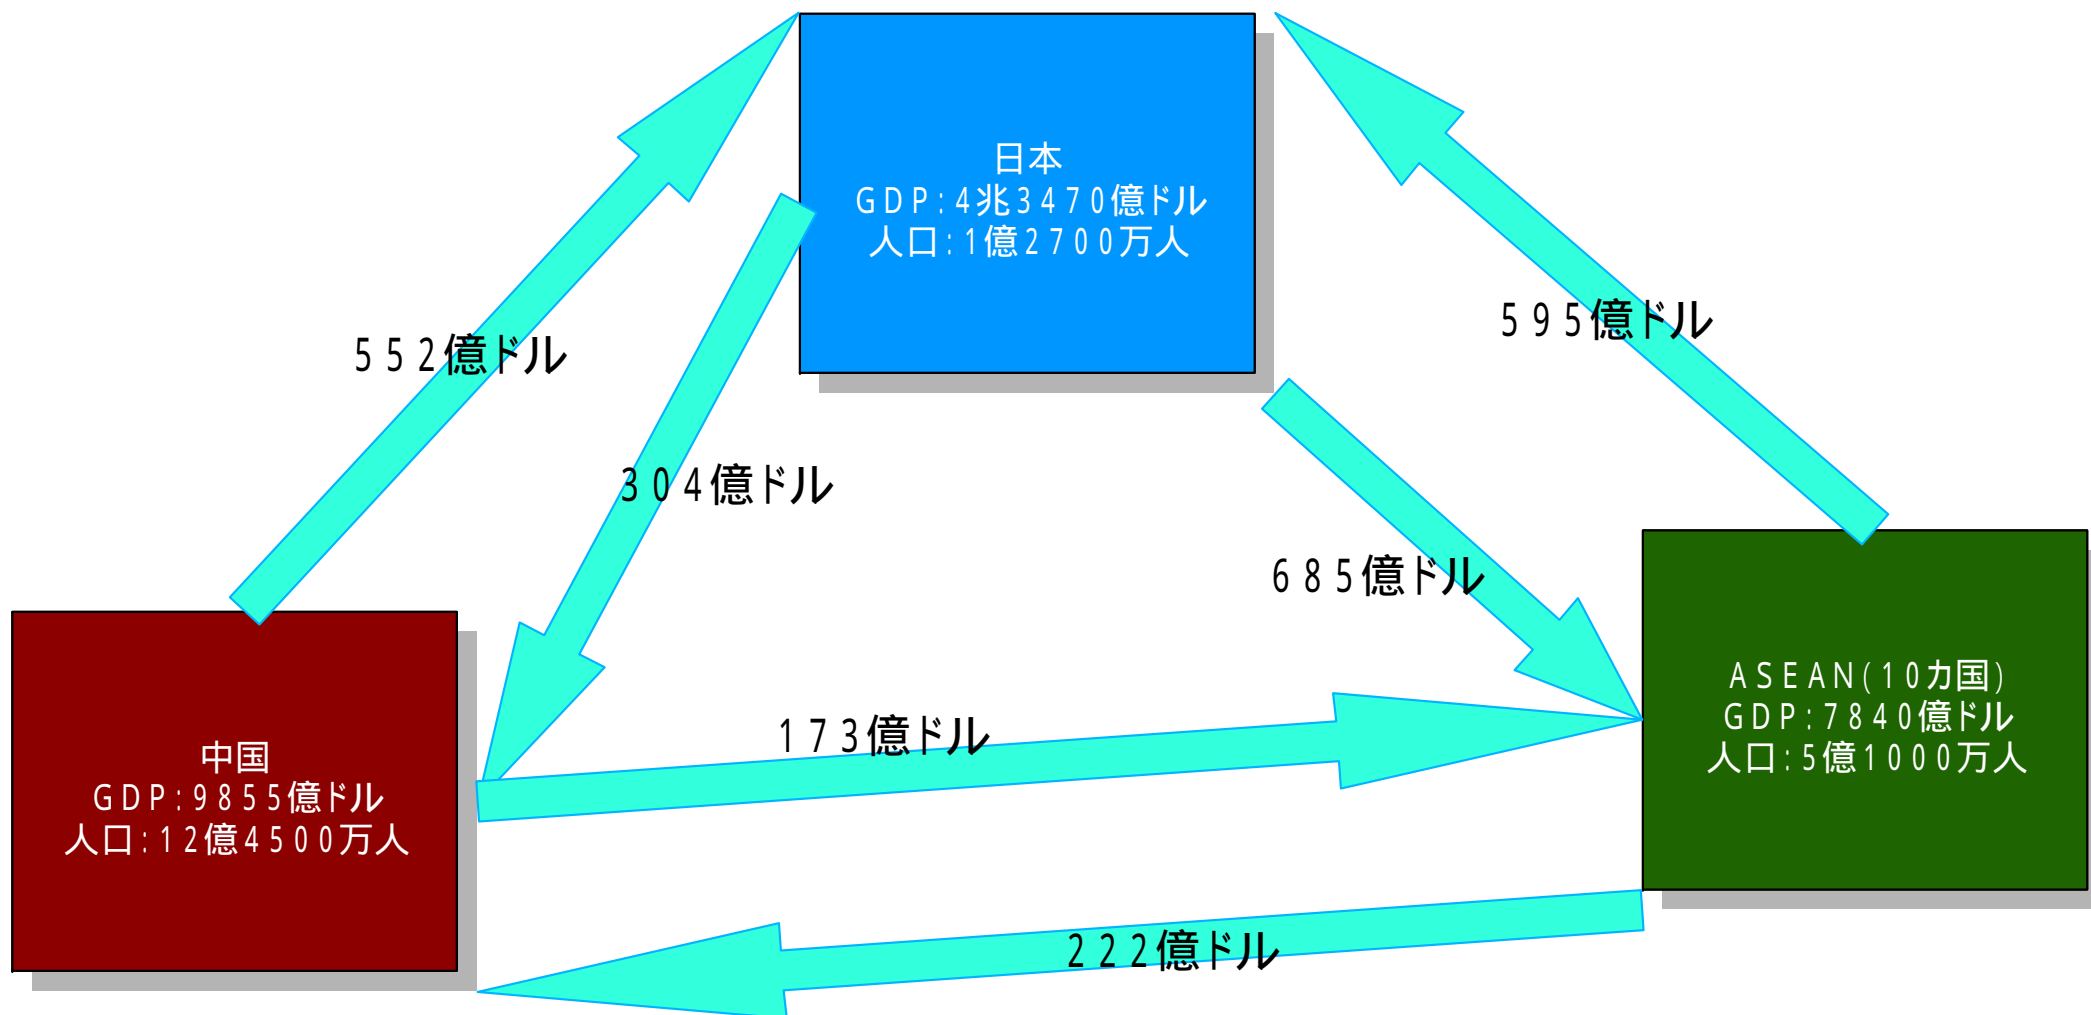 日本
GDP:4兆3470億ドル
人口:1億2700万人
552億ドル
595億ドル
304億ドル
685億ドル
ASEAN(10カ国)
GDP:7840億ドル
人口:5億1000万人
173億ドル
中国
GDP:9855億ドル
人口:12億4500万人
222億ドル